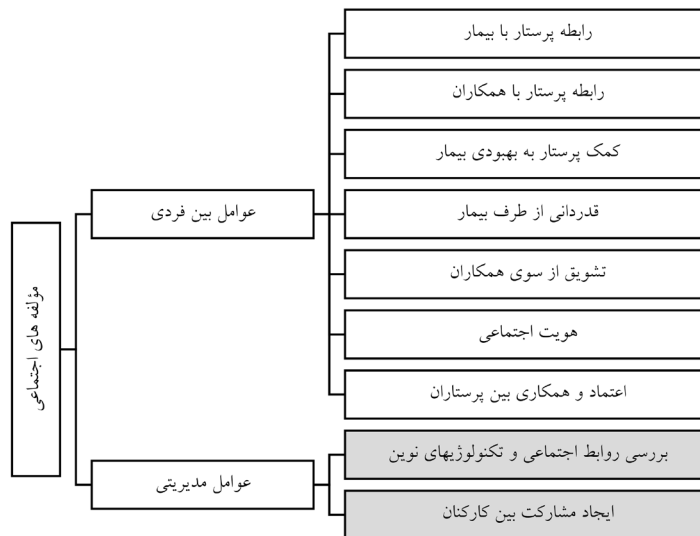 مؤلفه های اجتماعی
عوامل بین فردی
رابطه پرستار با بیمار
رابطه پرستار با همکاران
کمک پرستار به بهبودی بیمار
قدردانی از طرف بیمار
تشویق از سوی همکاران
هویت اجتماعی
اعتماد و همکاری بین پرستاران
عوامل مدیریتی
بررسی روابط اجتماعی و تکنولوژیهای نوین
ایجاد مشارکت بین کارکنان